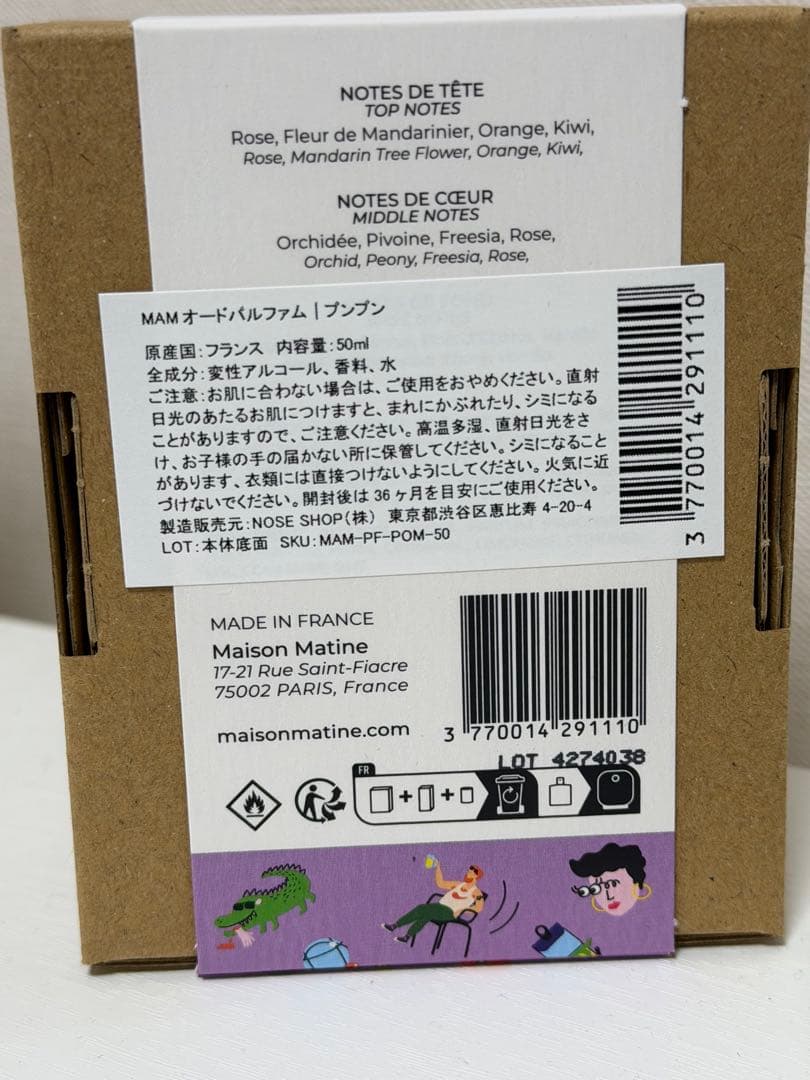 NOTES DE TÊTE
TOP NOTES
Rose, Fleur de Mandarinier, Orange, Kiwi,
Rose, Mandarin Tree Flower, Orange, Kiwi,
NOTES DE CŒUR
MIDDLE NOTES
Orchidée, Pivoine, Freesia, Rose,
Orchid, Peony, Freesia, Rose,
MAM オードパルファム | プンプン
原産国:フランス 内容量:50ml
全成分:変性アルコール、香料、水
ご注意:お肌に合わない場合は、ご使用をおやめください。直射
日光のあたるお肌につけますと、まれにかぶれたり、シミになる
ことがありますので、ご注意ください。高温多湿、直射日光をさ
け、お子様の手の届かない所に保管してください。シミになること
があります、衣類には直接つけないようにしてください。火気に近
づけないでください。開封後は 36 ヶ月を目安にご使用ください。
製造販売元:NOSE SHOP(株) 東京都渋谷区恵比寿 4-20-4
LOT:本体底面 SKU:MAM-PF-POM-50
3 770014 291110
MADE IN FRANCE
Maison Matine
17-21 Rue Saint-Fiacre
75002 PARIS, France
maisonmatine.com
3 770014 291110
LOT 4274038
FR